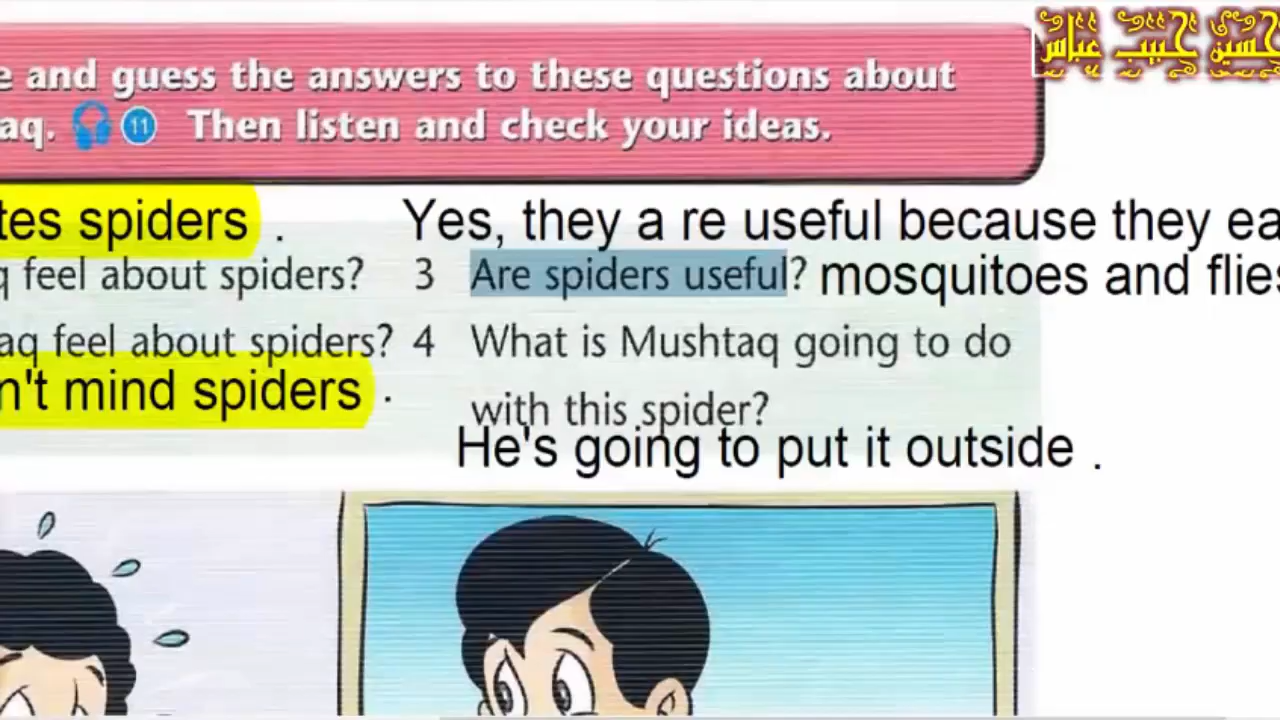 حسين حبيب عباس
e and guess the answers to these questions about
aq. 11 Then listen and check your ideas.
tes spiders .
Yes, they a re useful because they ea
q feel about spiders?
3 Are spiders useful? mosquitoes and flies
aq feel about spiders?
4 What is Mushtaq going to do
n't mind spiders .
with this spider?
He's going to put it outside .